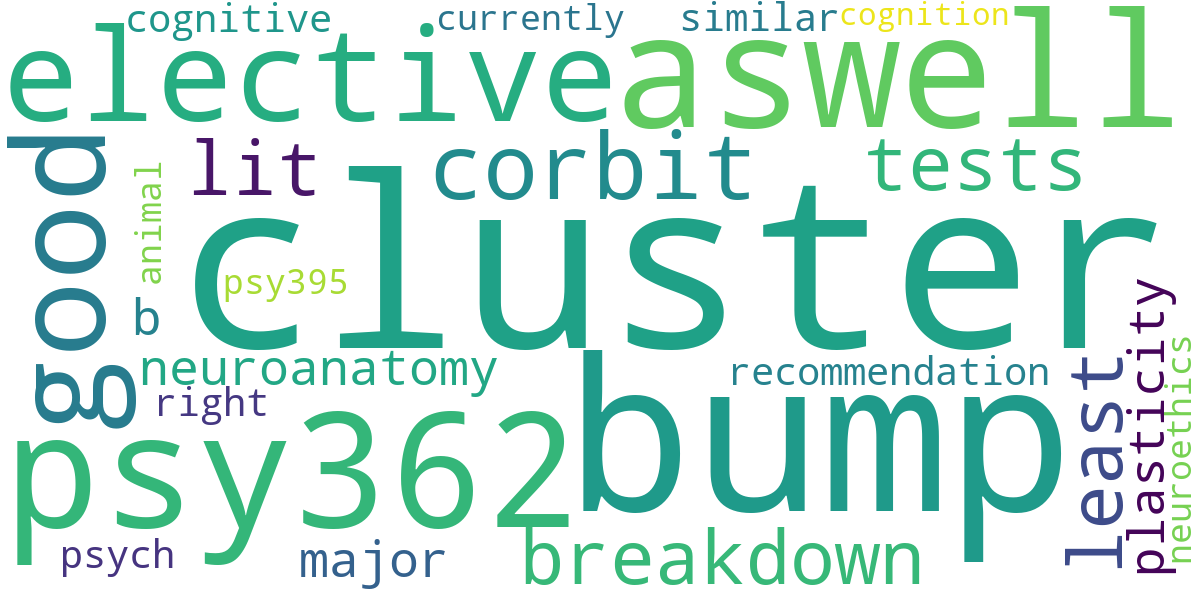 cognitive
currently
similar
cognition
elective
aswell
good
lit
corbit
tests
animal
cluster
psy395
b
neuroanatomy
recommendation
right
psy362
bump
least
plasticity
neuroethics
psych
major
breakdown